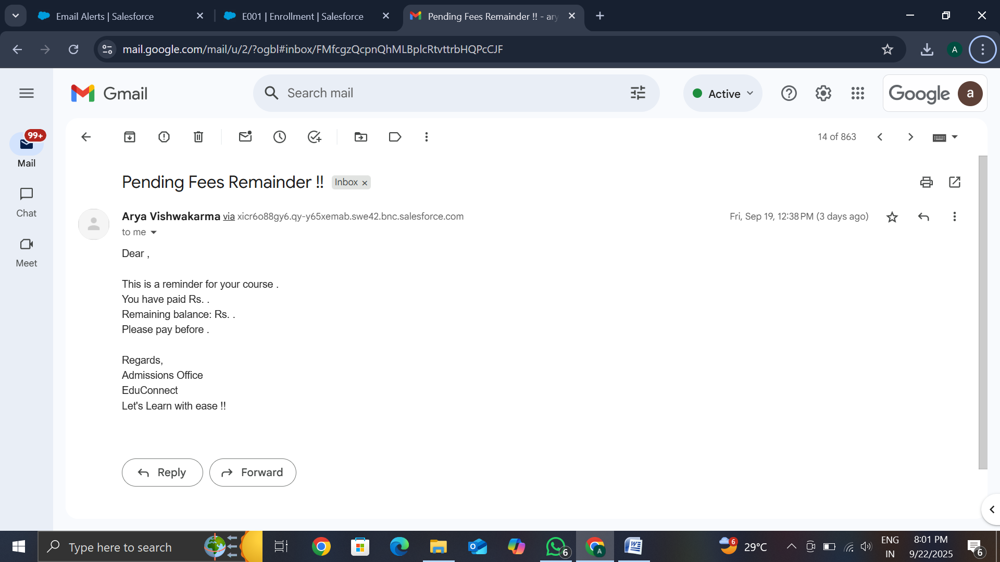 Email Alerts | Salesforce
E001 | Enrollment | Salesforce
Pending Fees Remainder !! - ary
mail.google.com/mail/u/2/?ogbl#inbox/FMfcgzQcpnQhMLBplcRtvttrbHQPcCJF
A
Gmail
Search mail
Active
Google
a
99+
Mail
Chat
Meet
14 of 863
Pending Fees Remainder !!
Inbox ×
Arya Vishwakarma via xicr6o88gy6.qy-y65xemab.swe42.bnc.salesforce.com
Fri, Sep 19, 12:38 PM (3 days ago)
to me
Dear ,
This is a reminder for your course .
You have paid Rs. .
Remaining balance: Rs. .
Please pay before .
Regards,
Admissions Office
EduConnect
Let's Learn with ease !!
Reply
Forward
Type here to search
6
A
6
29°C
ENG
IN
8:01 PM
9/22/2025
6